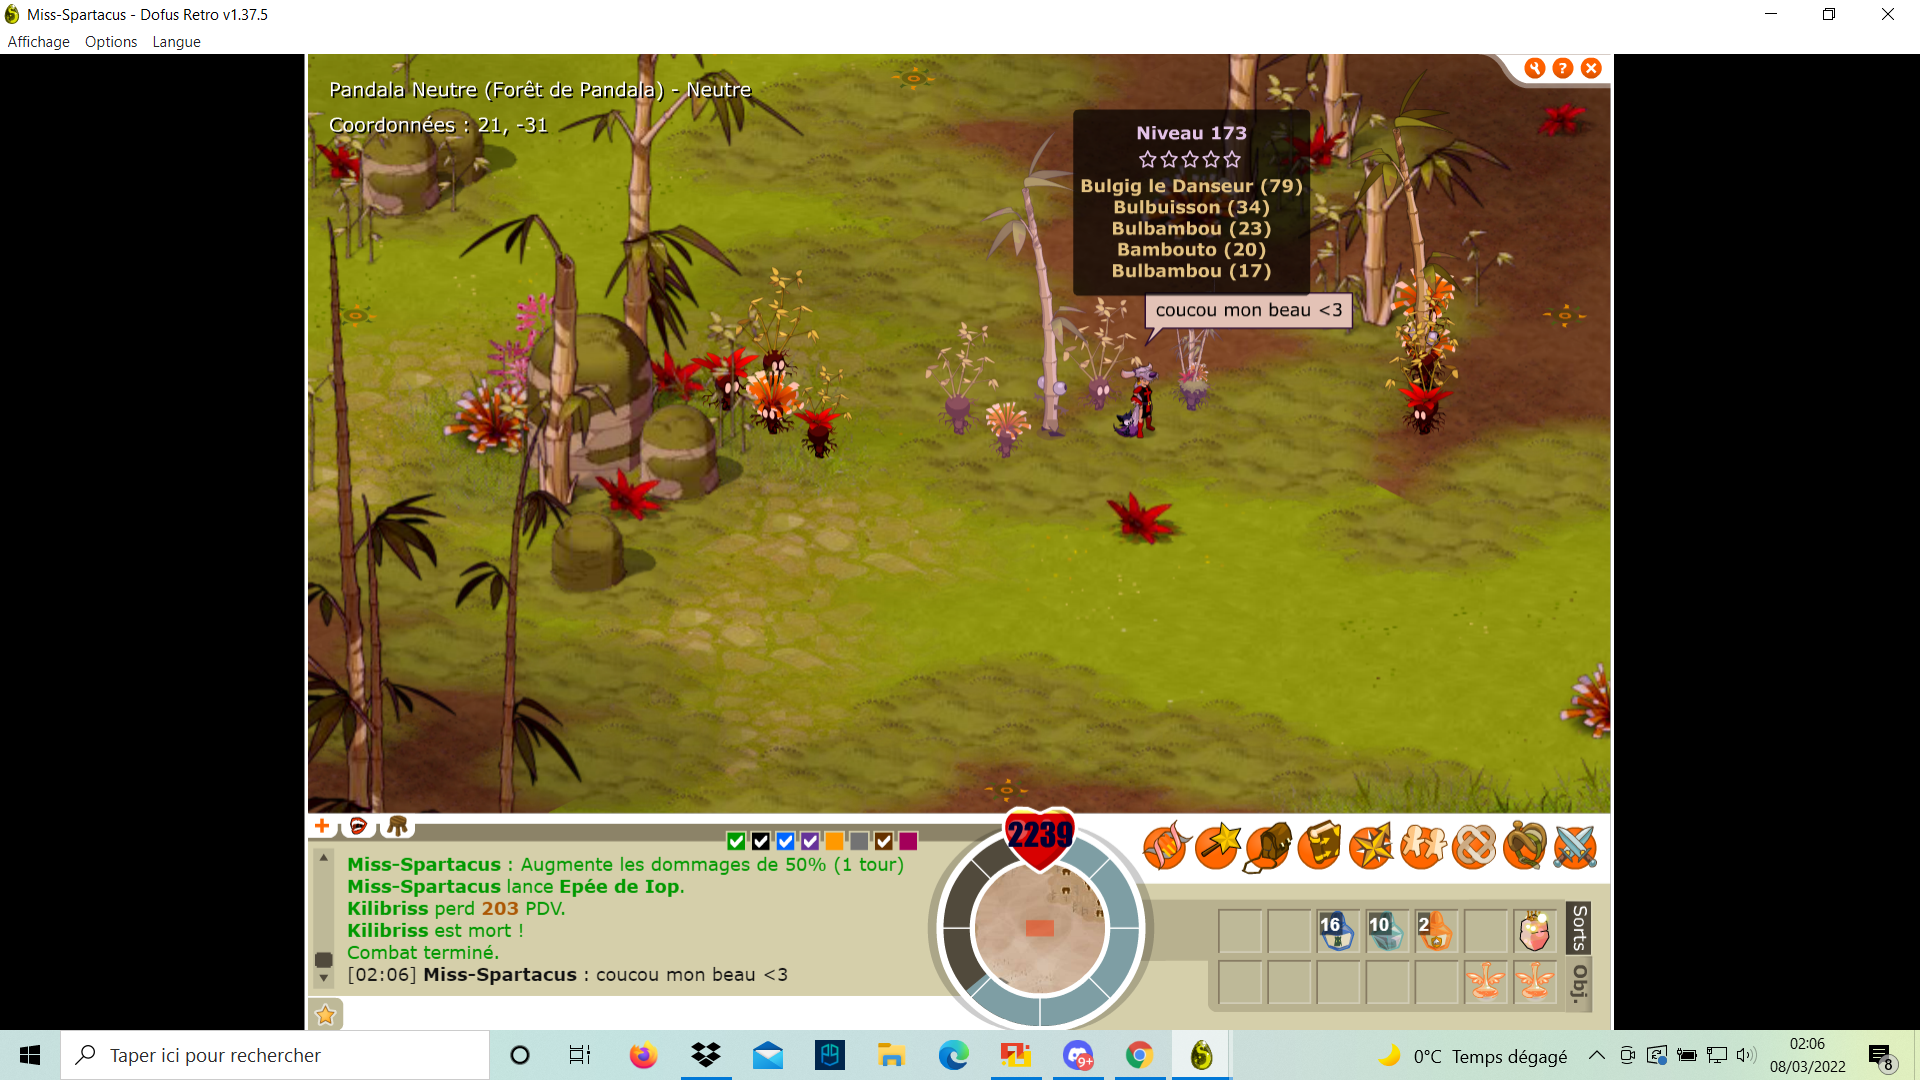 Miss-Spartacus - Dofus Retro v1.37.5
Affichage Options Langue
Pandala Neutre (Forêt de Pandala) - Neutre
Coordonnées : 21, -31
Niveau 173
Bulgig le Danseur (79)
Bulbuisson (34)
Bulbambou (23)
Bambouto (20)
Bulbambou (17)
coucou mon beau <3
2239
Miss-Spartacus : Augmente les dommages de 50% (1 tour)
Miss-Spartacus lance Epée de Iop.
Kilibriss perd 203 PDV.
Kilibriss est mort !
Combat terminé.
[02:06] Miss-Spartacus : coucou mon beau <3
16 10 2
Sorts
Obj.
Taper ici pour rechercher
9+
0°C Temps dégagé
02:06
08/03/2022
8